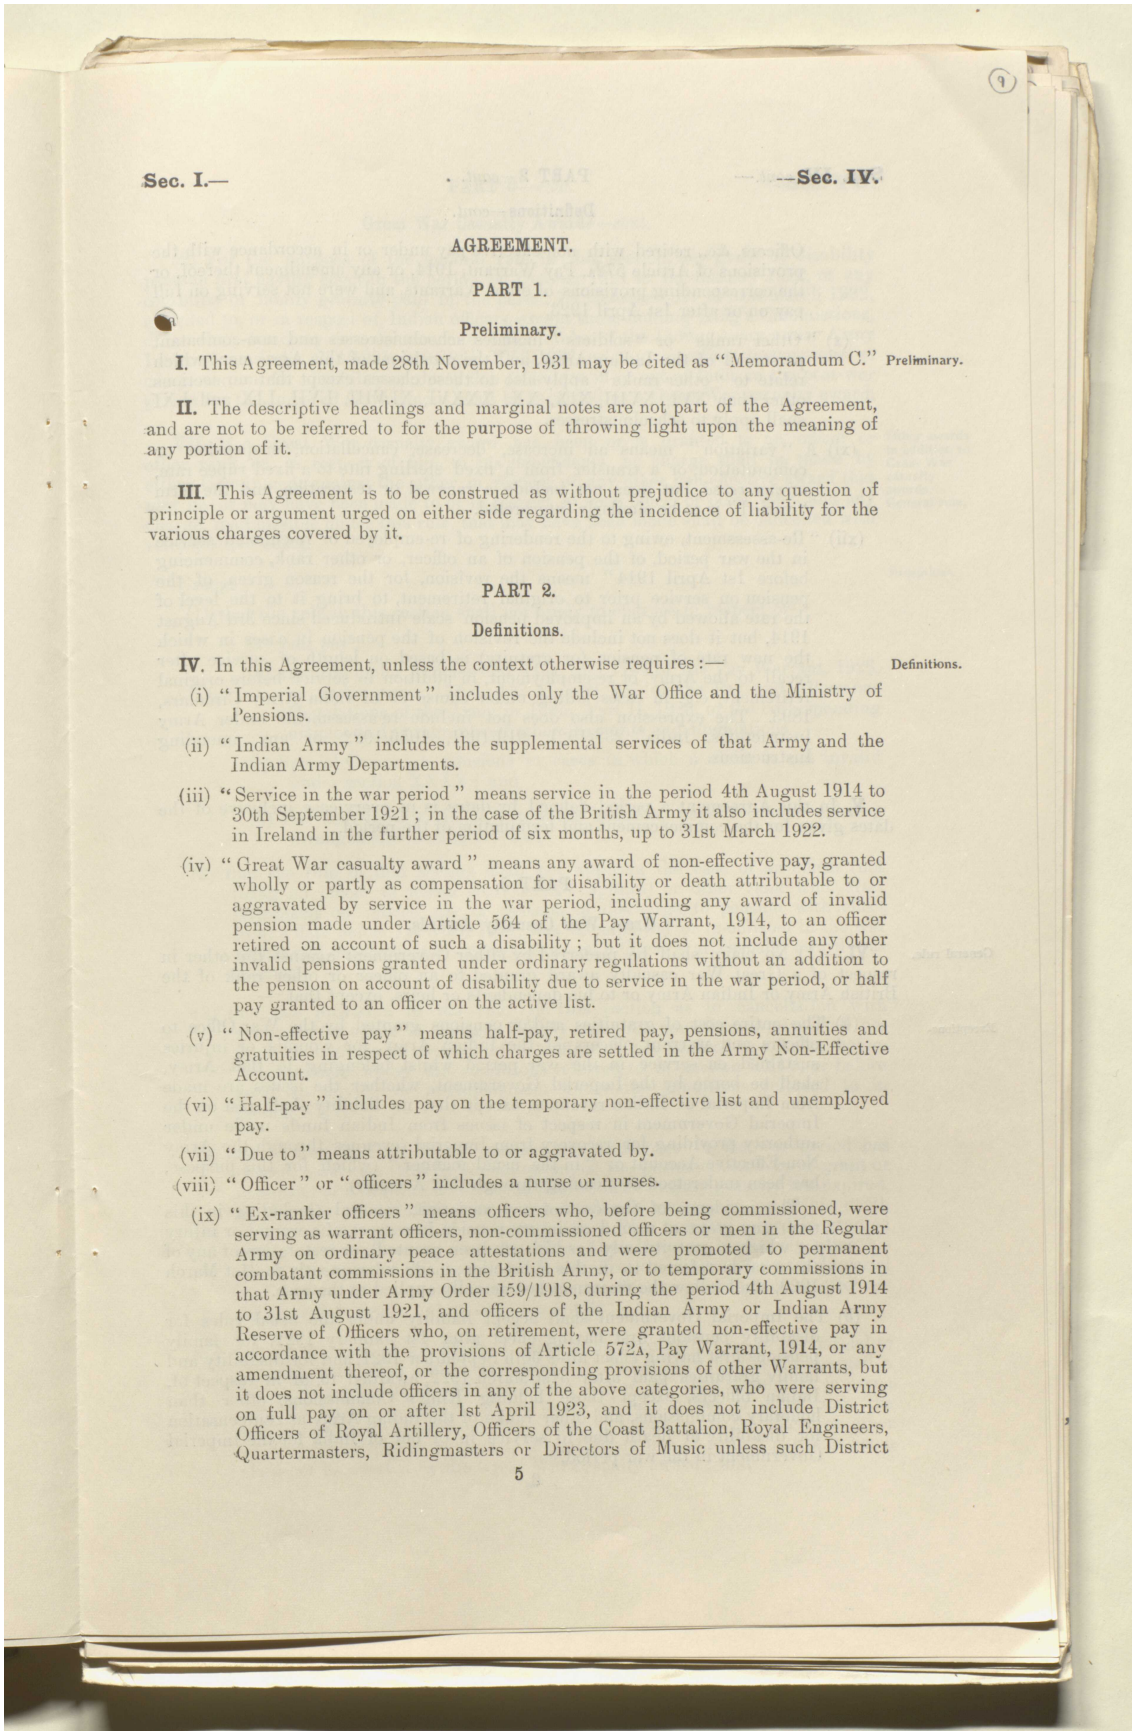 9
Sec. I.— —Sec. IV.
AGREEMENT.
PART 1.
Preliminary.
I. This Agreement, made 28th November, 1931 may be cited as “ Memorandum C.” Preliminary.
II. The descriptive headings and marginal notes are not part of the Agreement,
and are not to be referred to for the purpose of throwing light upon the meaning of
any portion of it.
III. This Agreement is to be construed as without prejudice to any question of
principle or argument urged on either side regarding the incidence of liability for the
various charges covered by it.
PART 2.
Definitions.
IV. In this Agreement, unless the context otherwise requires :— Definitions.
(i) “ Imperial Government ” includes only the War Office and the Ministry of
Pensions.
(ii) “ Indian Army ” includes the supplemental services of that Army and the
Indian Army Departments.
(iii) “ Service in the war period ” means service in the period 4th August 1914 to
30th September 1921 ; in the case of the British Army it also includes service
in Ireland in the further period of six months, up to 31st March 1922.
(iv) “ Great War casualty award ” means any award of non-effective pay, granted
wholly or partly as compensation for disability or death attributable to or
aggravated by service in the war period, including any award of invalid
pension made under Article 564 of the Pay Warrant, 1914, to an officer
retired on account of such a disability ; but it does not include any other
invalid pensions granted under ordinary regulations without an addition to
the pension on account of disability due to service in the war period, or half
pay granted to an officer on the active list.
(v) “ Non-effective pay ” means half-pay, retired pay, pensions, annuities and
gratuities in respect of which charges are settled in the Army Non-Effective
Account.
(vi) “ Half-pay ” includes pay on the temporary non-effective list and unemployed
pay.
(vii) “ Due to ” means attributable to or aggravated by.
(viii) “ Officer ” or “ officers ” includes a nurse or nurses.
(ix) “ Ex-ranker officers ” means officers who, before being commissioned, were
serving as warrant officers, non-commissioned officers or men in the Regular
Army on ordinary peace attestations and were promoted to permanent
combatant commissions in the British Army, or to temporary commissions in
that Army under Army Order 159/1918, during the period 4th August 1914
to 31st August 1921, and officers of the Indian Army or Indian Army
Reserve of Officers who, on retirement, were granted non-effective pay in
accordance with the provisions of Article 572A, Pay Warrant, 1914, or any
amendment thereof, or the corresponding provisions of other Warrants, but
it does not include officers in any of the above categories, who were serving
on full pay on or after 1st April 1923, and it does not include District
Officers of Royal Artillery, Officers of the Coast Battalion, Royal Engineers,
Quartermasters, Ridingmasters or Directors of Music unless such District
5